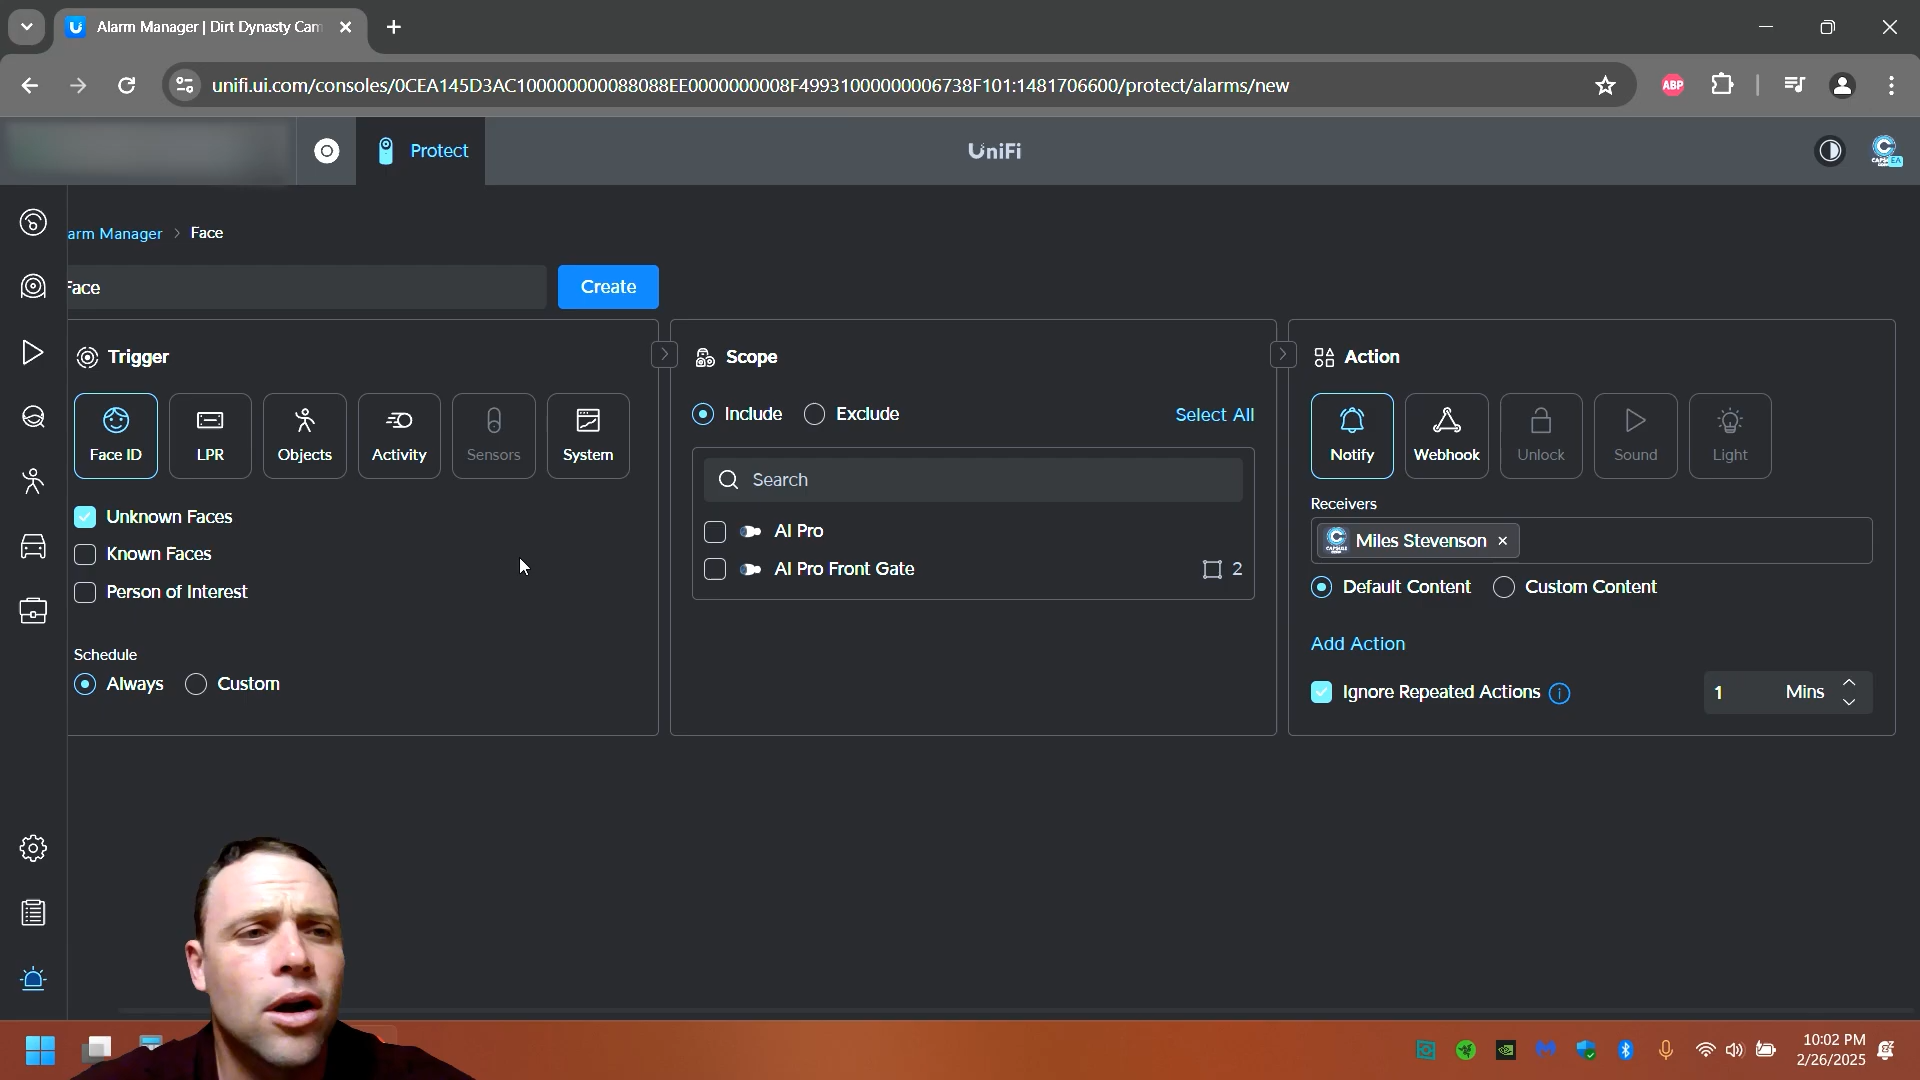 Alarm Manager | Dirt Dynasty Cam
unifi.ui.com/consoles/0CEA145D3AC100000000088088EE0000000008F49931000000006738F101:1481706600/protect/alarms/new
ABP
Protect
UniFi
EA
arm Manager > Face
Face
Create
Trigger
Face ID
LPR
Objects
Activity
Sensors
System
Unknown Faces
Known Faces
Person of Interest
Schedule
Always
Custom
Scope
Include
Exclude
Select All
Search
AI Pro
AI Pro Front Gate
2
Action
Notify
Webhook
Unlock
Sound
Light
Receivers
Miles Stevenson
Default Content
Custom Content
Add Action
Ignore Repeated Actions
1 Mins
10:02 PM
2/26/2025